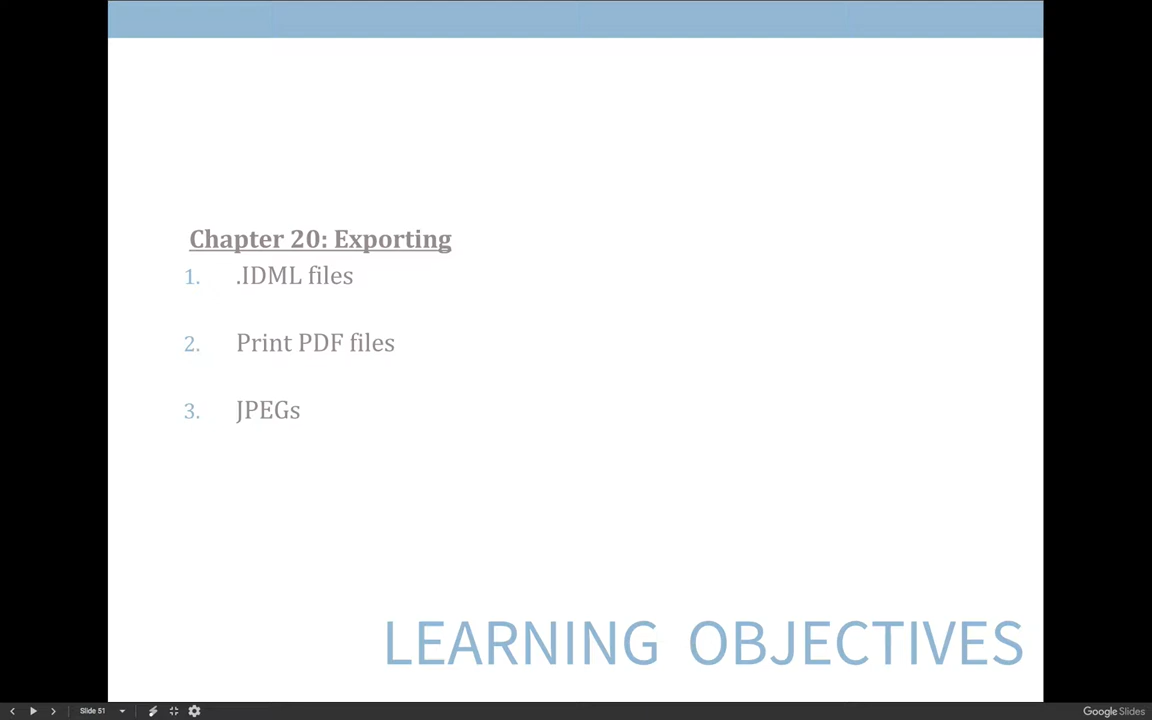 Chapter 20: Exporting
1. .IDML files
2. Print PDF files
3. JPEGs
LEARNING OBJECTIVES
Slide 51
Google Slides